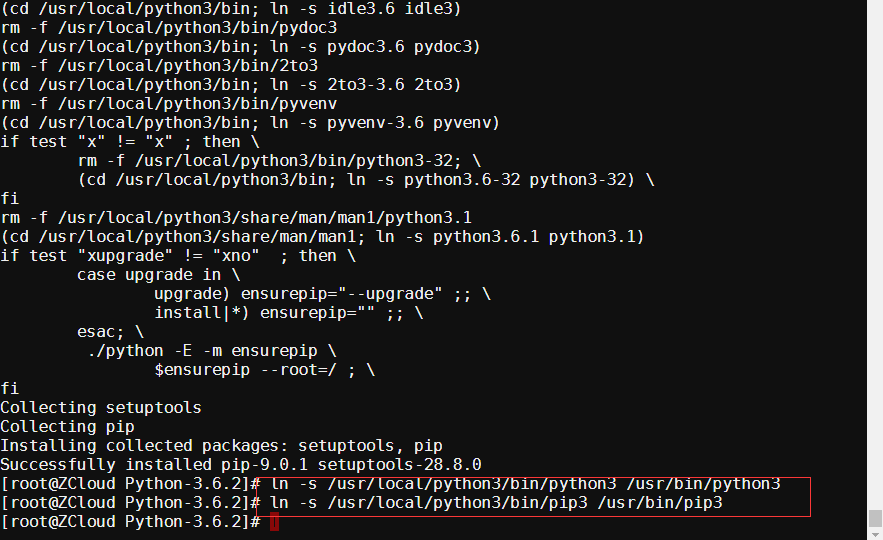 (cd /usr/local/python3/bin; ln -s idle3.6 idle3)
rm -f /usr/local/python3/bin/pydoc3
(cd /usr/local/python3/bin; ln -s pydoc3.6 pydoc3)
rm -f /usr/local/python3/bin/2to3
(cd /usr/local/python3/bin; ln -s 2to3-3.6 2to3)
rm -f /usr/local/python3/bin/pyvenv
(cd /usr/local/python3/bin; ln -s pyvenv-3.6 pyvenv)
if test "x" != "x" ; then \
        rm -f /usr/local/python3/bin/python3-32; \
        (cd /usr/local/python3/bin; ln -s python3.6-32 python3-32) \
fi
rm -f /usr/local/python3/share/man/man1/python3.1
(cd /usr/local/python3/share/man/man1; ln -s python3.6.1 python3.1)
if test "xupgrade" != "xno"  ; then \
        case upgrade in \
                upgrade) ensurepip="--upgrade" ;; \
                install|*) ensurepip="" ;; \
        esac; \
         ./python -E -m ensurepip \
                $ensurepip --root=/ ; \
fi
Collecting setuptools
Collecting pip
Installing collected packages: setuptools, pip
Successfully installed pip-9.0.1 setuptools-28.8.0
[root@ZCloud Python-3.6.2]# ln -s /usr/local/python3/bin/python3 /usr/bin/python3
[root@ZCloud Python-3.6.2]# ln -s /usr/local/python3/bin/pip3 /usr/bin/pip3
[root@ZCloud Python-3.6.2]#